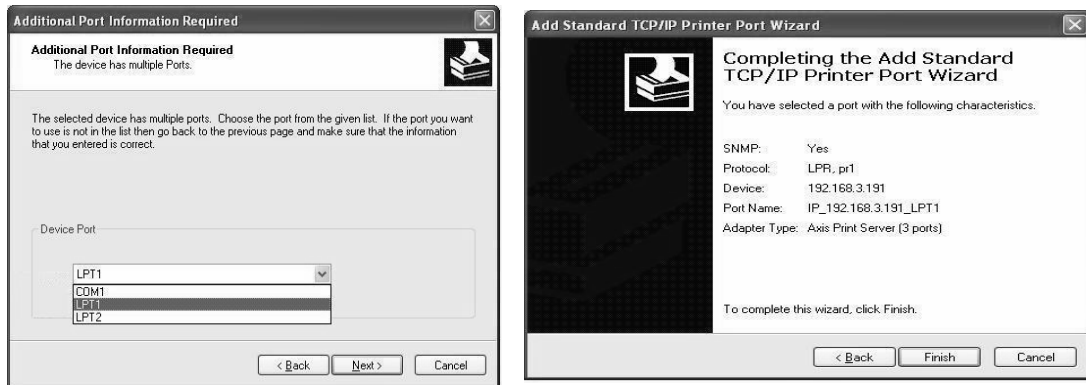 Additional Port Information Required
Additional Port Information Required
The device has multiple Ports.
The selected device has multiple ports. Choose the port from the given list. If the port you want
to use is not in the list then go back to the previous page and make sure that the information
that you entered is correct.
Device Port
LPT1
COM1
LPT1
LPT2
< Back
Next >
Cancel
Add Standard TCP/IP Printer Port Wizard
Completing the Add Standard
TCP/IP Printer Port Wizard
You have selected a port with the following characteristics.
SNMP: Yes
Protocol: LPR, pr1
Device: 192.168.3.191
Port Name: IP_192.168.3.191_LPT1
Adapter Type: Axis Print Server (3 ports)
To complete this wizard, click Finish.
< Back
Finish
Cancel